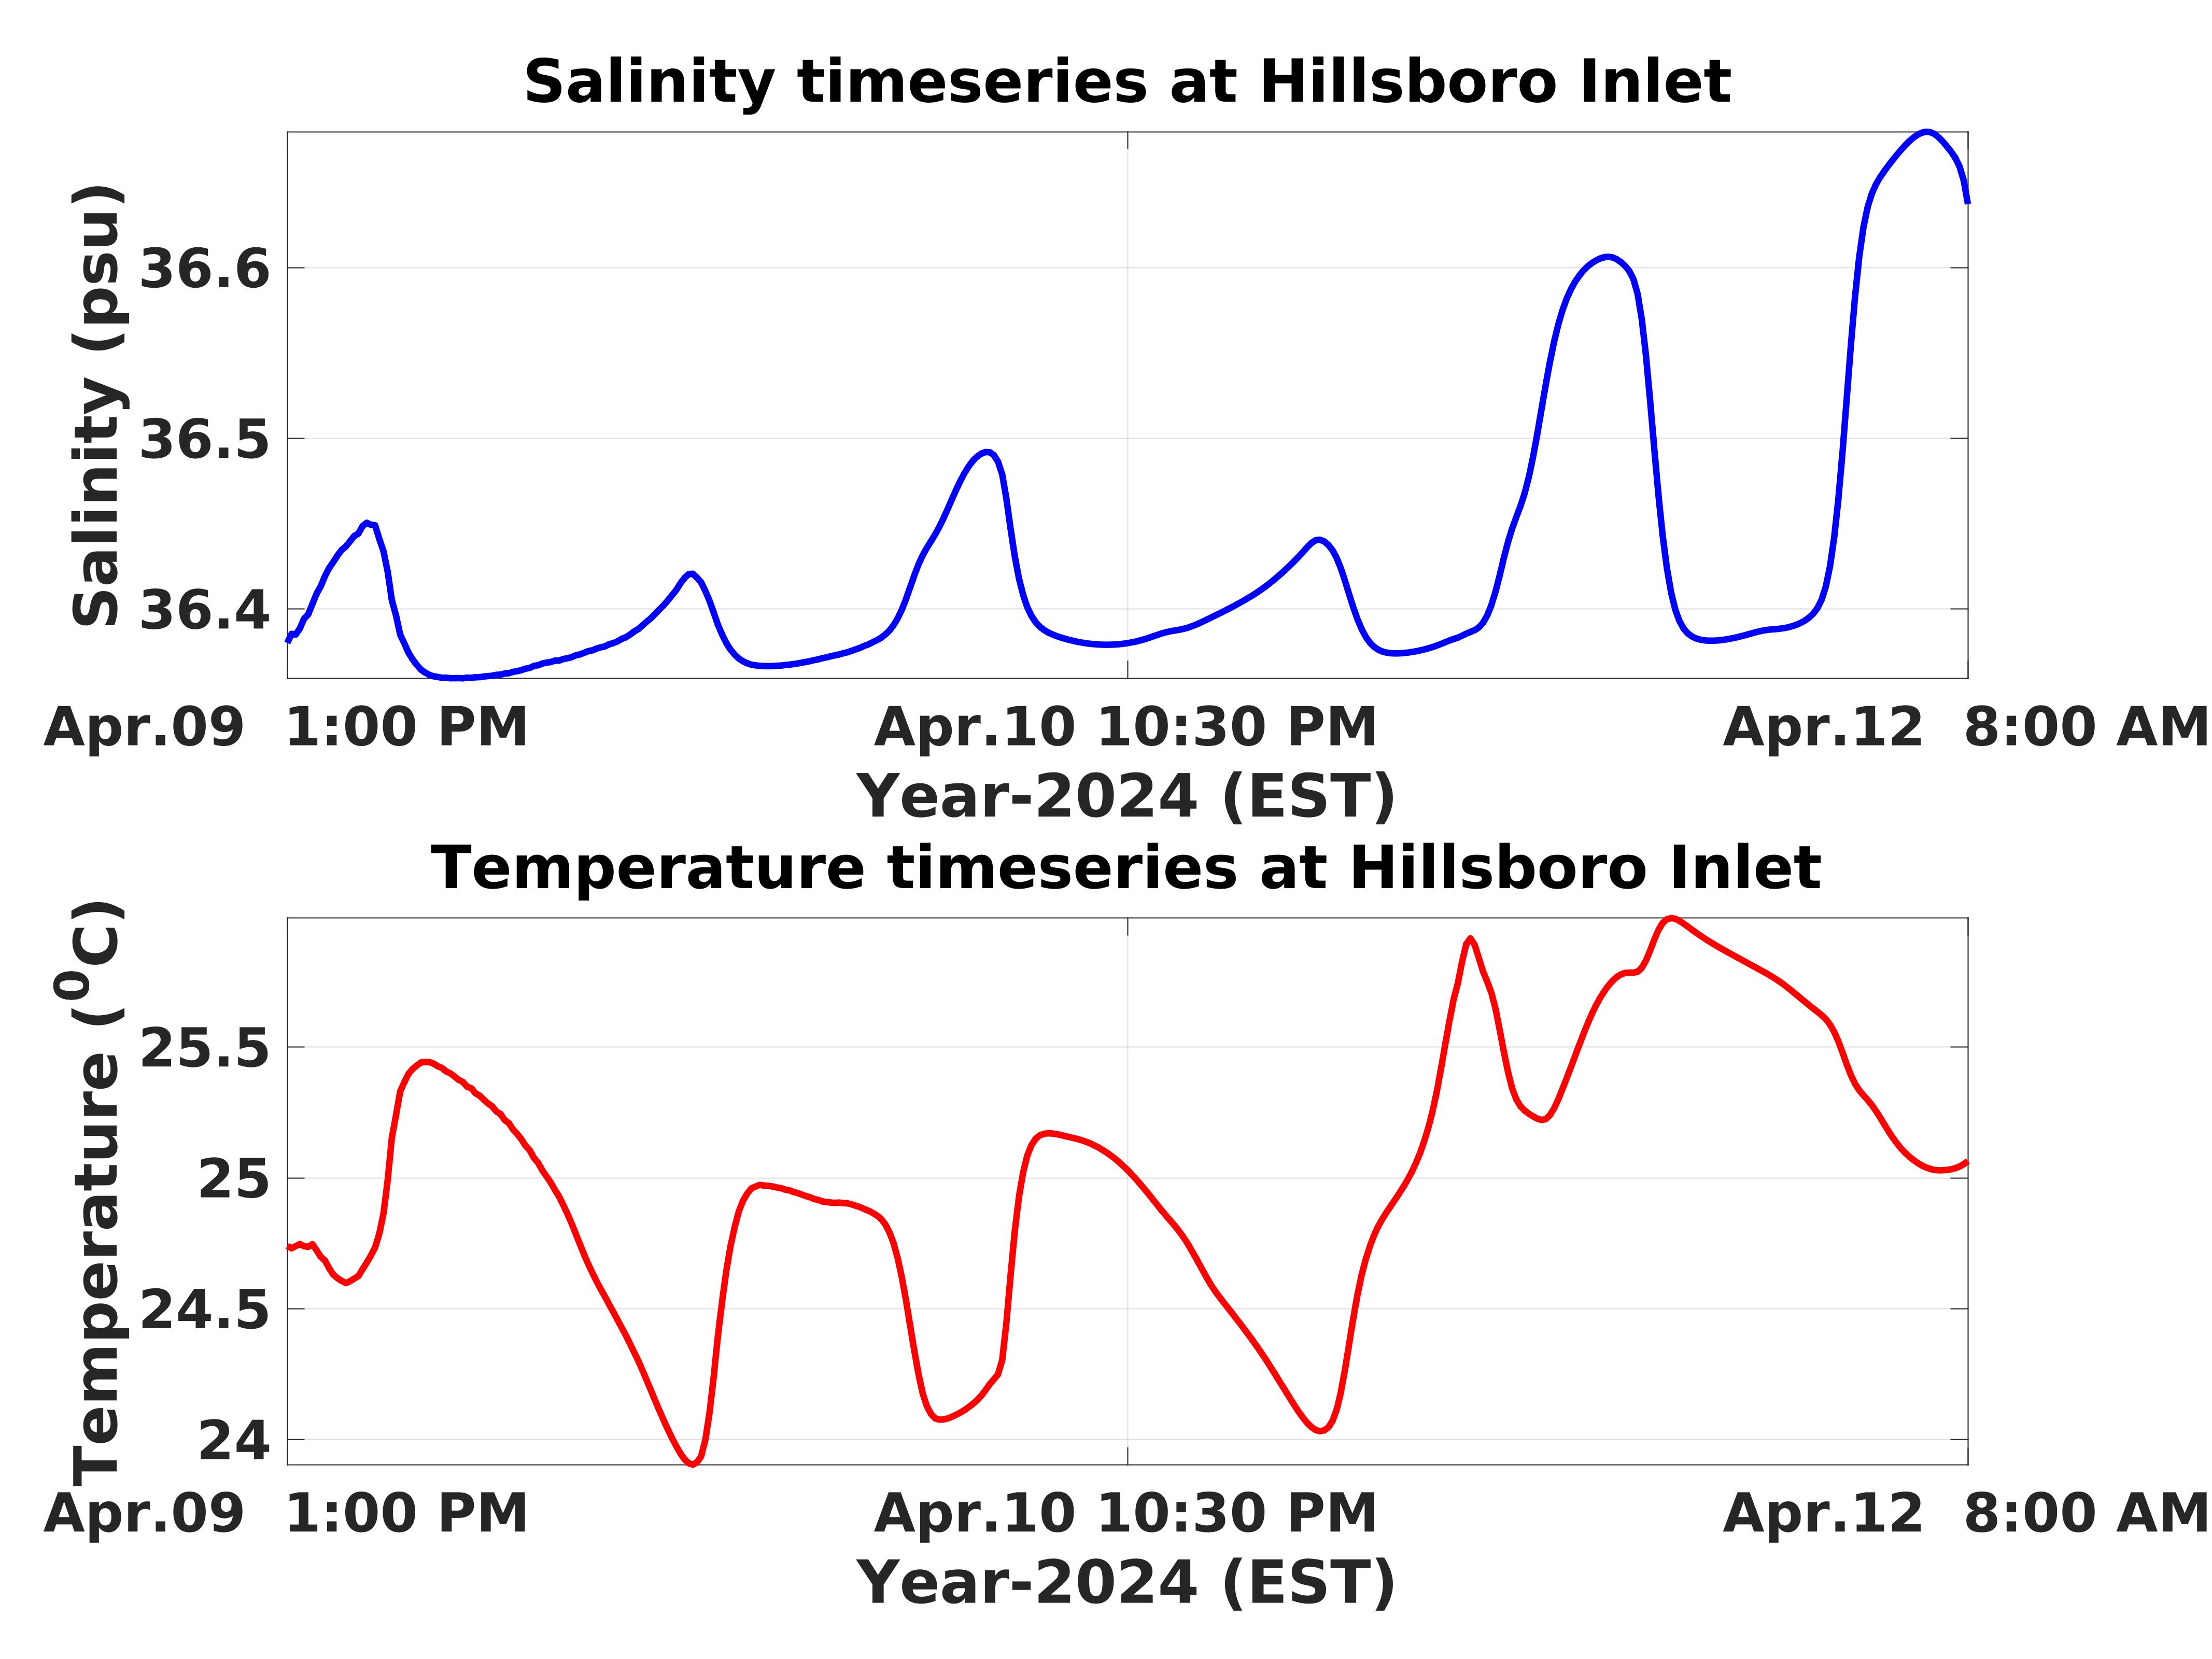 Salinity timeseries at Hillsboro Inlet
Salinity (psu)
36.6
36.5
36.4
Apr.09  1:00 PM Apr.10 10:30 PM Apr.12  8:00 AM
Year-2024 (EST)
Temperature timeseries at Hillsboro Inlet
Temperature (⁰C)
25.5
25
24.5
24
Apr.09  1:00 PM Apr.10 10:30 PM Apr.12  8:00 AM
Year-2024 (EST)